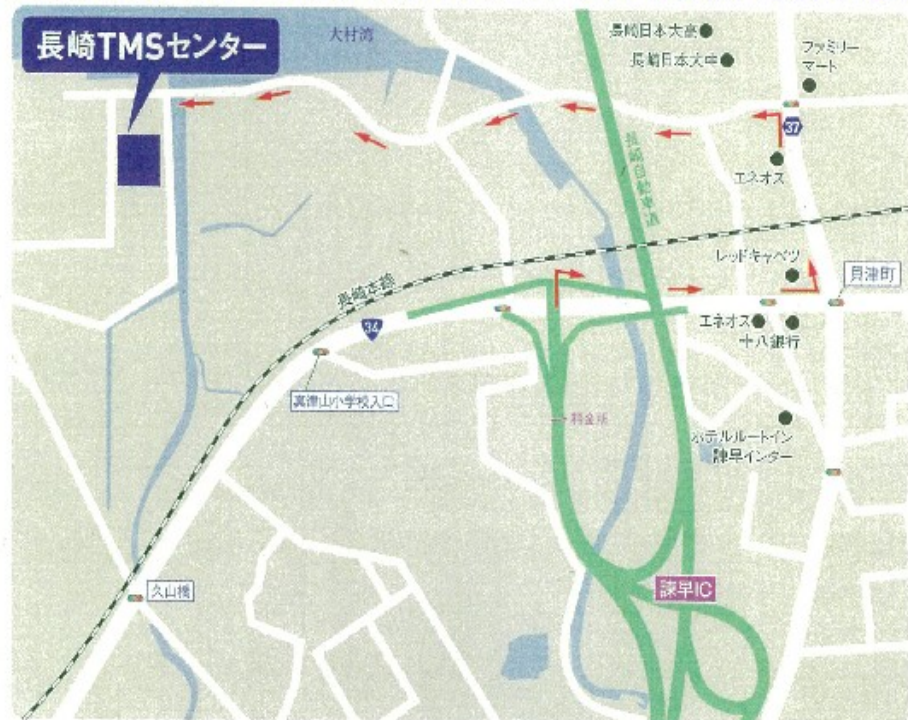 長崎TMSセンター
大村湾
長崎日本大高
長崎日本大中
ファミリー
マート
37
エネオス
長崎自動車道
レッドキャベツ
貝津町
長崎本線
34
エネオス
十八銀行
真津山小学校入口
料金所
ホテルルートイン
諫早インター
諫早IC
久山橋